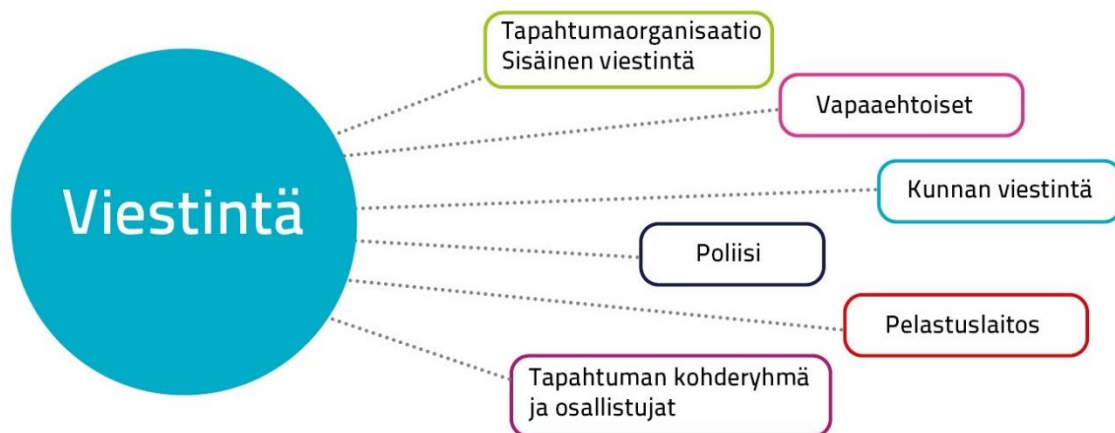 Viestintä
Tapahtumaorganisaatio
Sisäinen viestintä
Vapaaehtoiset
Kunnan viestintä
Poliisi
Pelastuslaitos
Tapahtuman kohderyhmä
ja osallistujat